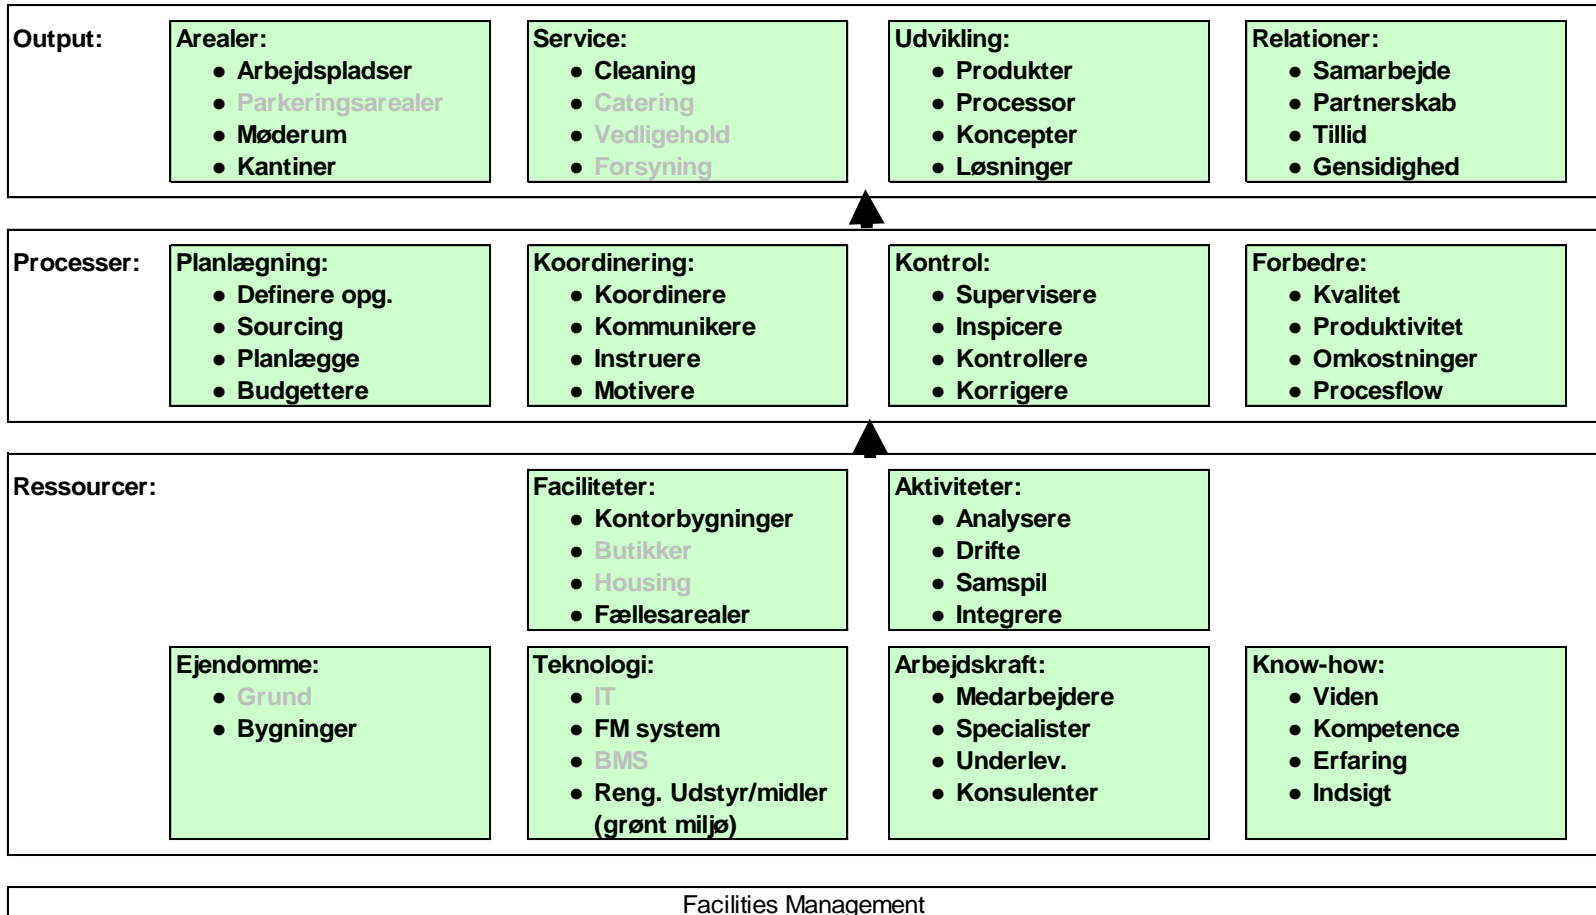 Output:
Arealer:
● Arbejdspladser
● Parkeringsarealer
● Møderum
● Kantiner
Service:
● Cleaning
● Catering
● Vedligehold
● Forsyning
Udvikling:
● Produkter
● Processor
● Koncepter
● Løsninger
Relationer:
● Samarbejde
● Partnerskab
● Tillid
● Gensidighed
Processer:
Planlægning:
● Definere opg.
● Sourcing
● Planlægge
● Budgettere
Koordinering:
● Koordinere
● Kommunikere
● Instruere
● Motivere
Kontrol:
● Supervisere
● Inspicere
● Kontrollere
● Korrigere
Forbedre:
● Kvalitet
● Produktivitet
● Omkostninger
● Procesflow
Ressourcer:
Faciliteter:
● Kontorbygninger
● Butikker
● Housing
● Fællesarealer
Aktiviteter:
● Analysere
● Drifte
● Samspil
● Integrere
Ejendomme:
● Grund
● Bygninger
Teknologi:
● IT
● FM system
● BMS
● Reng. Udstyr/midler
(grønt miljø)
Arbejdskraft:
● Medarbejdere
● Specialister
● Underlev.
● Konsulenter
Know-how:
● Viden
● Kompetence
● Erfaring
● Indsigt
Facilities Management